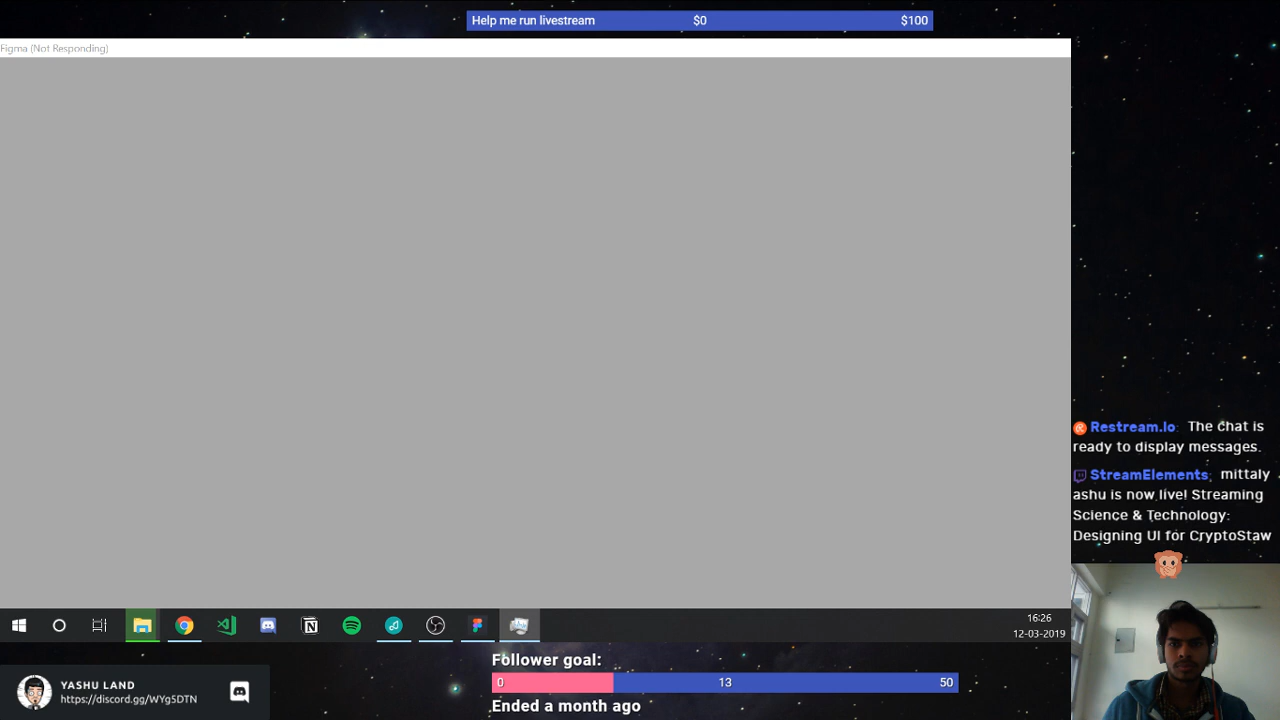 Help me run livestream $0 $100
Figma (Not Responding)
Restream.io: The chat is
ready to display messages.
StreamElements: mittaly
ashu is now live! Streaming
Science & Technology:
Designing UI for CryptoStaw
16:26
12-03-2019
Follower goal:
0 13 50
Ended a month ago
YASHU LAND
https://discord.gg/WYg5DTN